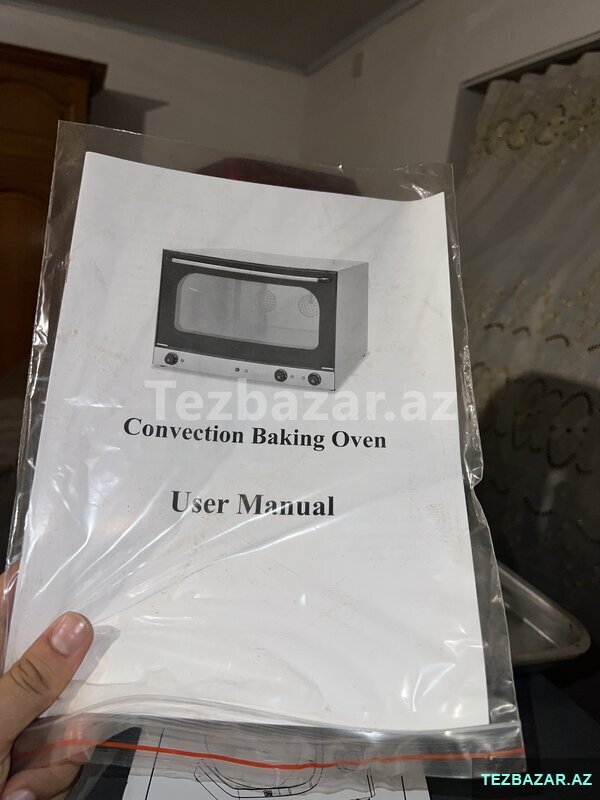 Tezbazar.az
Convection Baking Oven
User Manual
TEZBAZAR.AZ